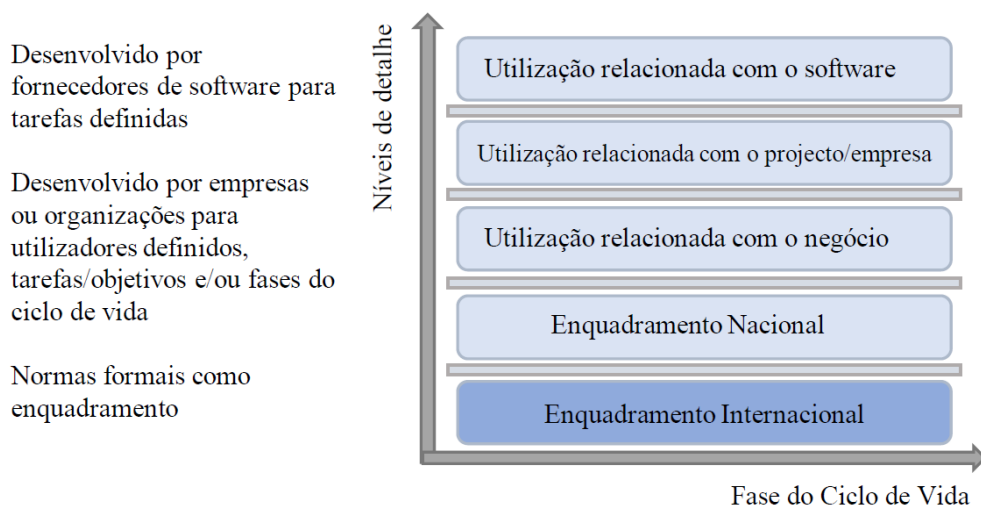 Desenvolvido por
fornecedores de software para
tarefas definidas
Desenvolvido por empresas
ou organizações para
utilizadores definidos,
tarefas/objetivos e/ou fases do
ciclo de vida
Normas formais como
enquadramento
Níveis de detalhe
Utilização relacionada com o software
Utilização relacionada com o projecto/empresa
Utilização relacionada com o negócio
Enquadramento Nacional
Enquadramento Internacional
Fase do Ciclo de Vida